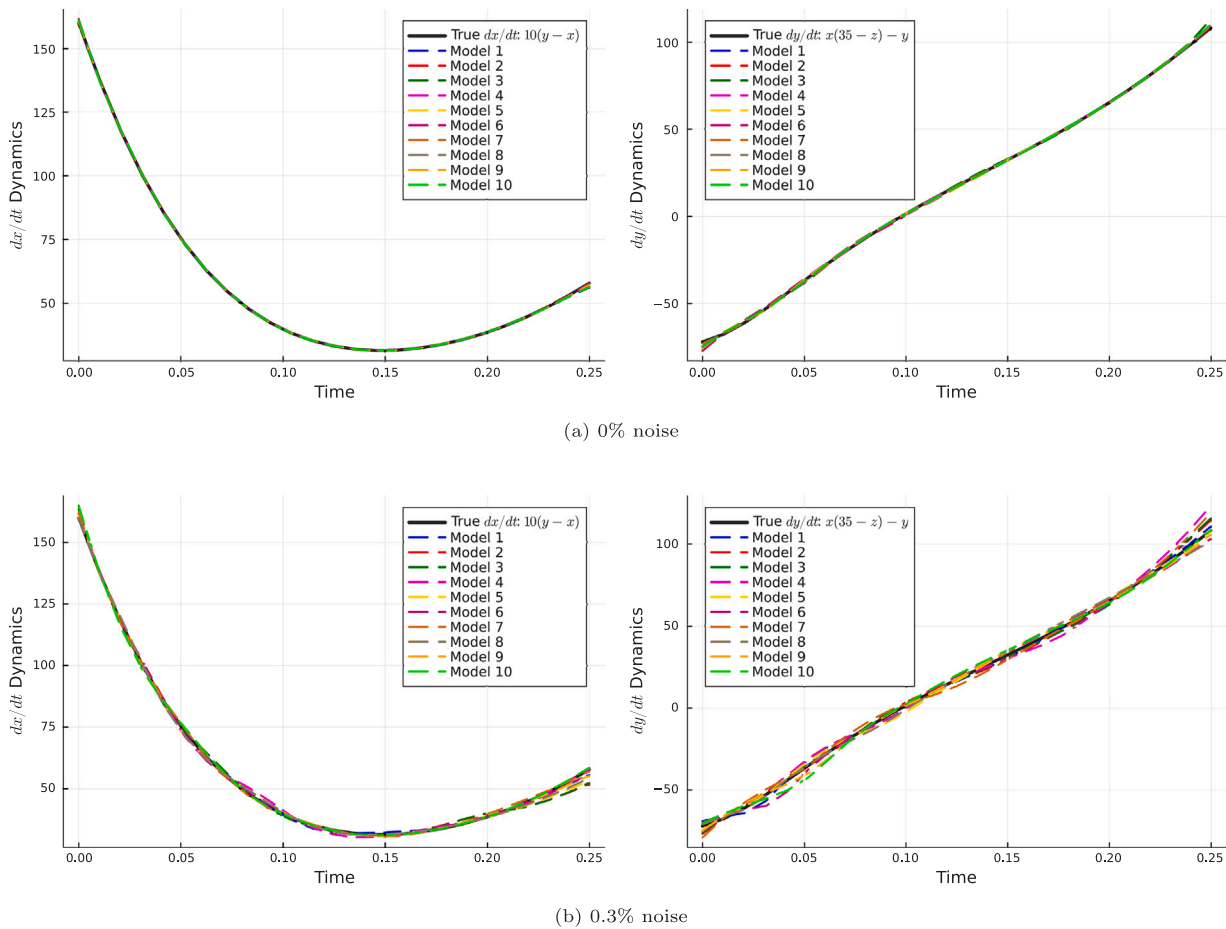 150
125
100
75
50
0.00
0.05
0.10
0.15
0.20
0.25
dx/dt Dynamics
Time
True dx/dt: 10(y − x)
Model 1
Model 2
Model 3
Model 4
Model 5
Model 6
Model 7
Model 8
Model 9
Model 10
100
50
0
−50
0.00
0.05
0.10
0.15
0.20
0.25
dy/dt Dynamics
Time
True dy/dt: x(35 − z) − y
Model 1
Model 2
Model 3
Model 4
Model 5
Model 6
Model 7
Model 8
Model 9
Model 10
(a) 0% noise
150
125
100
75
50
0.00
0.05
0.10
0.15
0.20
0.25
dx/dt Dynamics
Time
True dx/dt: 10(y − x)
Model 1
Model 2
Model 3
Model 4
Model 5
Model 6
Model 7
Model 8
Model 9
Model 10
100
50
0
−50
0.00
0.05
0.10
0.15
0.20
0.25
dy/dt Dynamics
Time
True dy/dt: x(35 − z) − y
Model 1
Model 2
Model 3
Model 4
Model 5
Model 6
Model 7
Model 8
Model 9
Model 10
(b) 0.3% noise